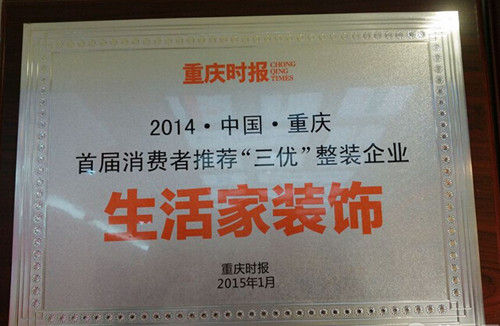 重庆时报 CHONG QING TIMES
2014·中国·重庆
首届消费者推荐“三优”整装企业
生活家装饰
重庆时报
2015年1月